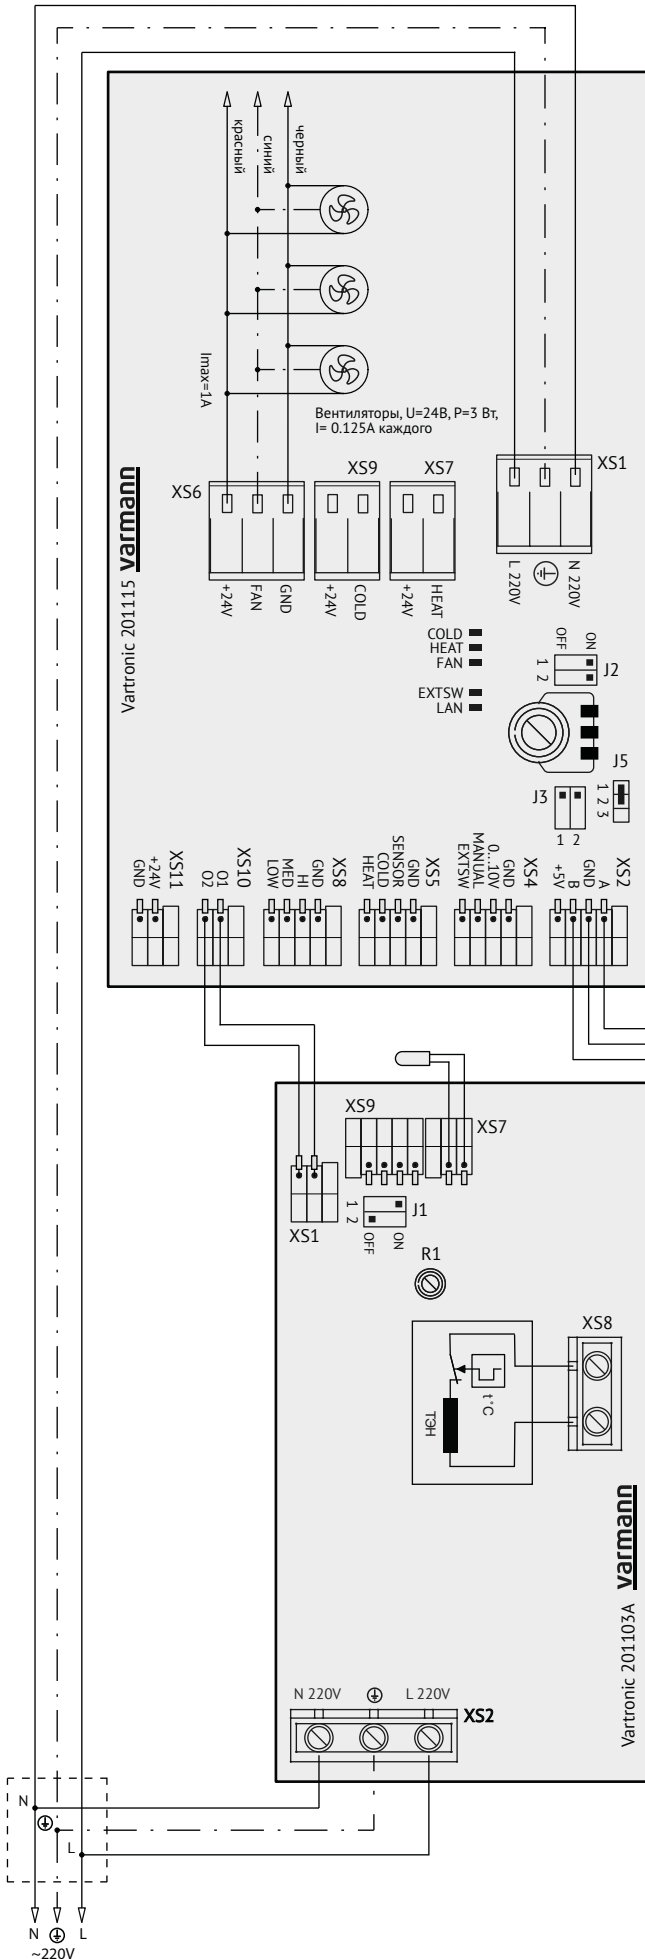 красный
синий
черный
Imax=1A
Вентиляторы, U=24В, P=3 Вт,
I= 0.125А каждого
Vartronic 201115 varmann
XS6
XS9
XS7
XS1
+24V
FAN
GND
+24V
COLD
+24V
HEAT
L 220V
N 220V
COLD
HEAT
FAN
EXTSW
LAN
OFF
ON
1
2
J2
J5
1
2
3
J3
1 2
GND
+24V
XS11
O2
O1
XS10
LOW
MED
HI
GND
XS8
HEAT
COLD
SENSOR
GND
XS5
EXTSW
MANUAL
0...10V
GND
XS4
+5V
B
GND
A
XS2
XS9
XS7
XS1
1
2
J1
OFF
ON
R1
XS8
t°C
ТЭН
Vartronic 201103A varmann
N 220V
L 220V
XS2
N
L
N
L
~220V